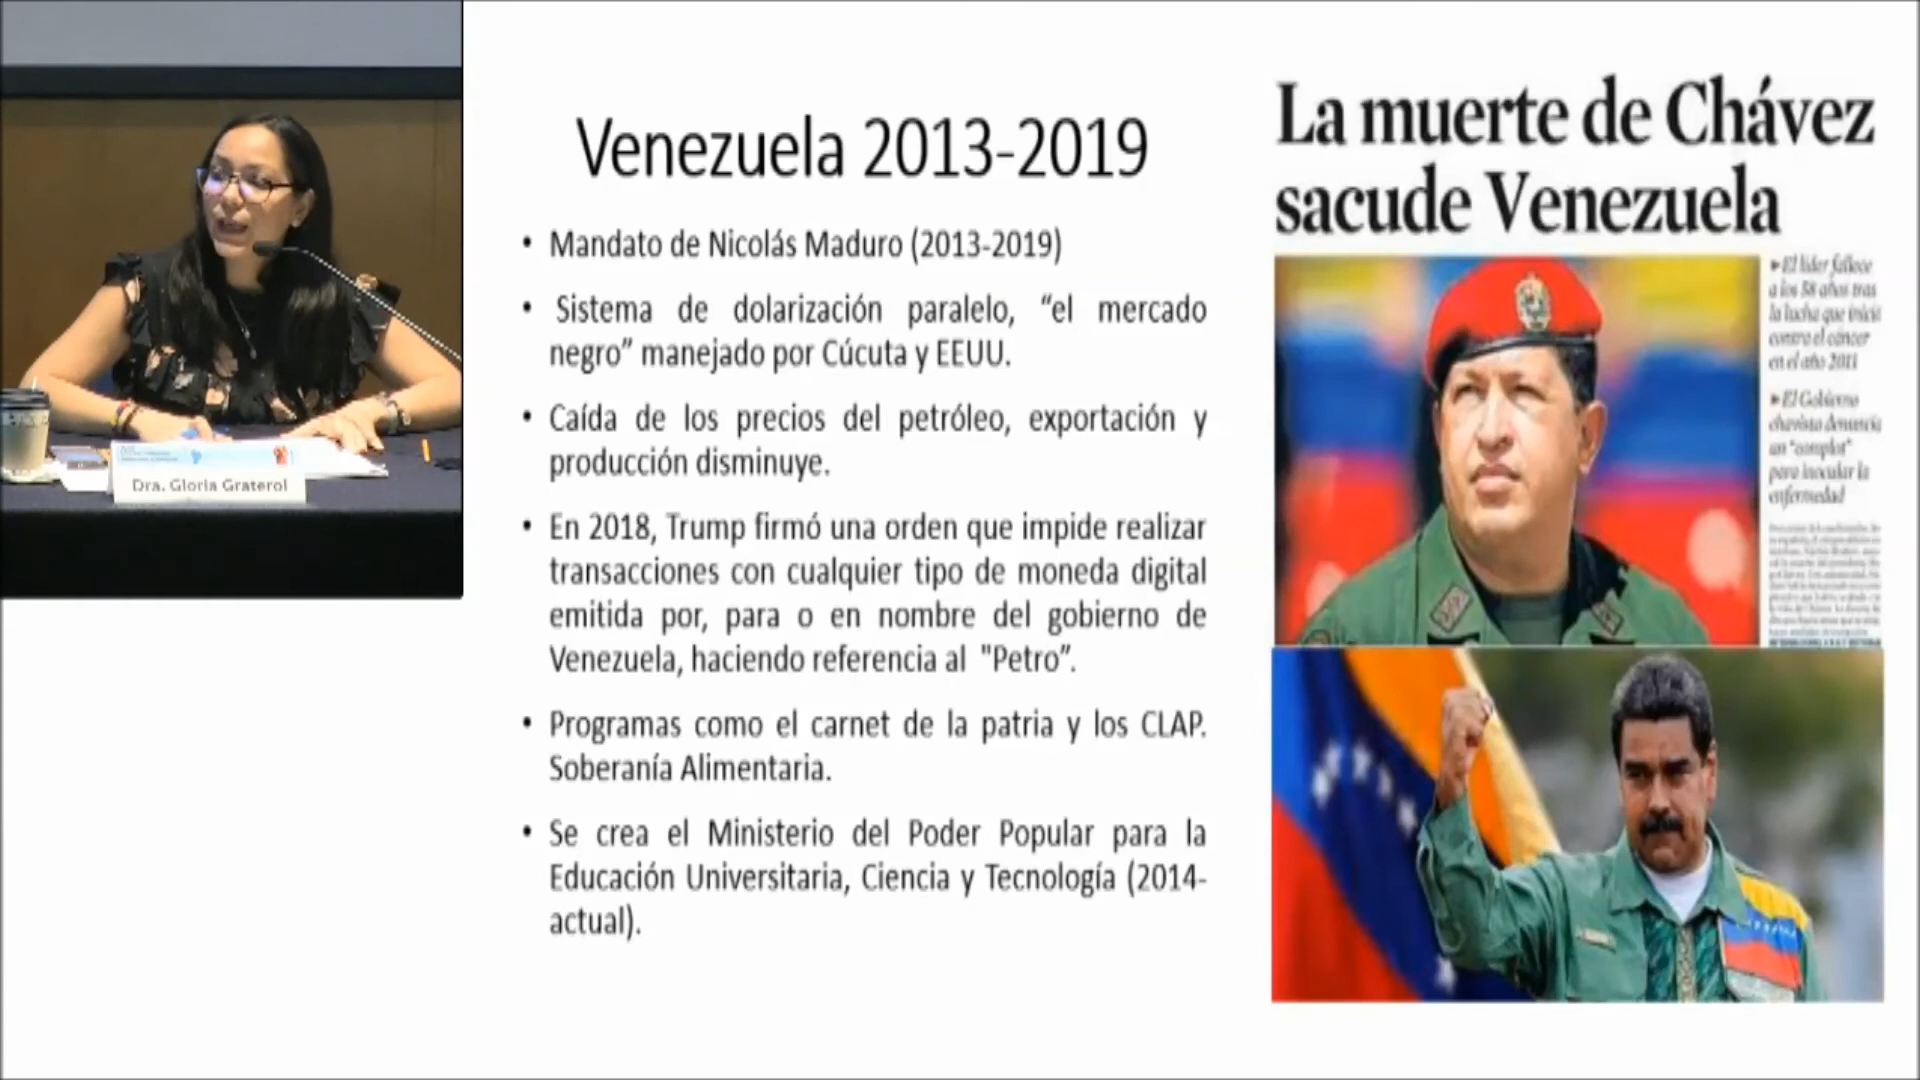 Dra. Gloria Graterol
Venezuela 2013-2019
• Mandato de Nicolás Maduro (2013-2019)
• Sistema de dolarización paralelo, “el mercado
negro” manejado por Cúcuta y EEUU.
• Caída de los precios del petróleo, exportación y
producción disminuye.
• En 2018, Trump firmó una orden que impide realizar
transacciones con cualquier tipo de moneda digital
emitida por, para o en nombre del gobierno de
Venezuela, haciendo referencia al "Petro”.
• Programas como el carnet de la patria y los CLAP.
Soberanía Alimentaria.
• Se crea el Ministerio del Poder Popular para la
Educación Universitaria, Ciencia y Tecnología (2014-
actual).
La muerte de Chávez
sacude Venezuela
▸El líder fallece
a los 58 años tras
la lucha que inició
contra el cáncer
en el año 2011
▸El Gobierno
chavista denuncia
un “complot”
para inocular la
enfermedad